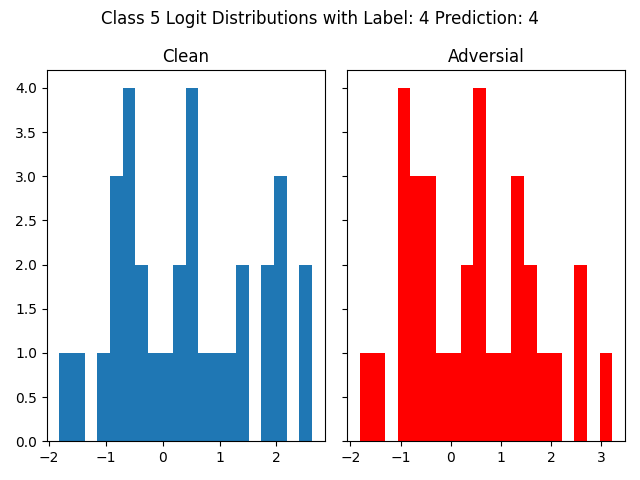 Class 5 Logit Distributions with Label: 4 Prediction: 4
Clean
Adversial
4.0
3.5
3.0
2.5
2.0
1.5
1.0
0.5
0.0
−2 −1 0 1 2
−2 −1 0 1 2 3